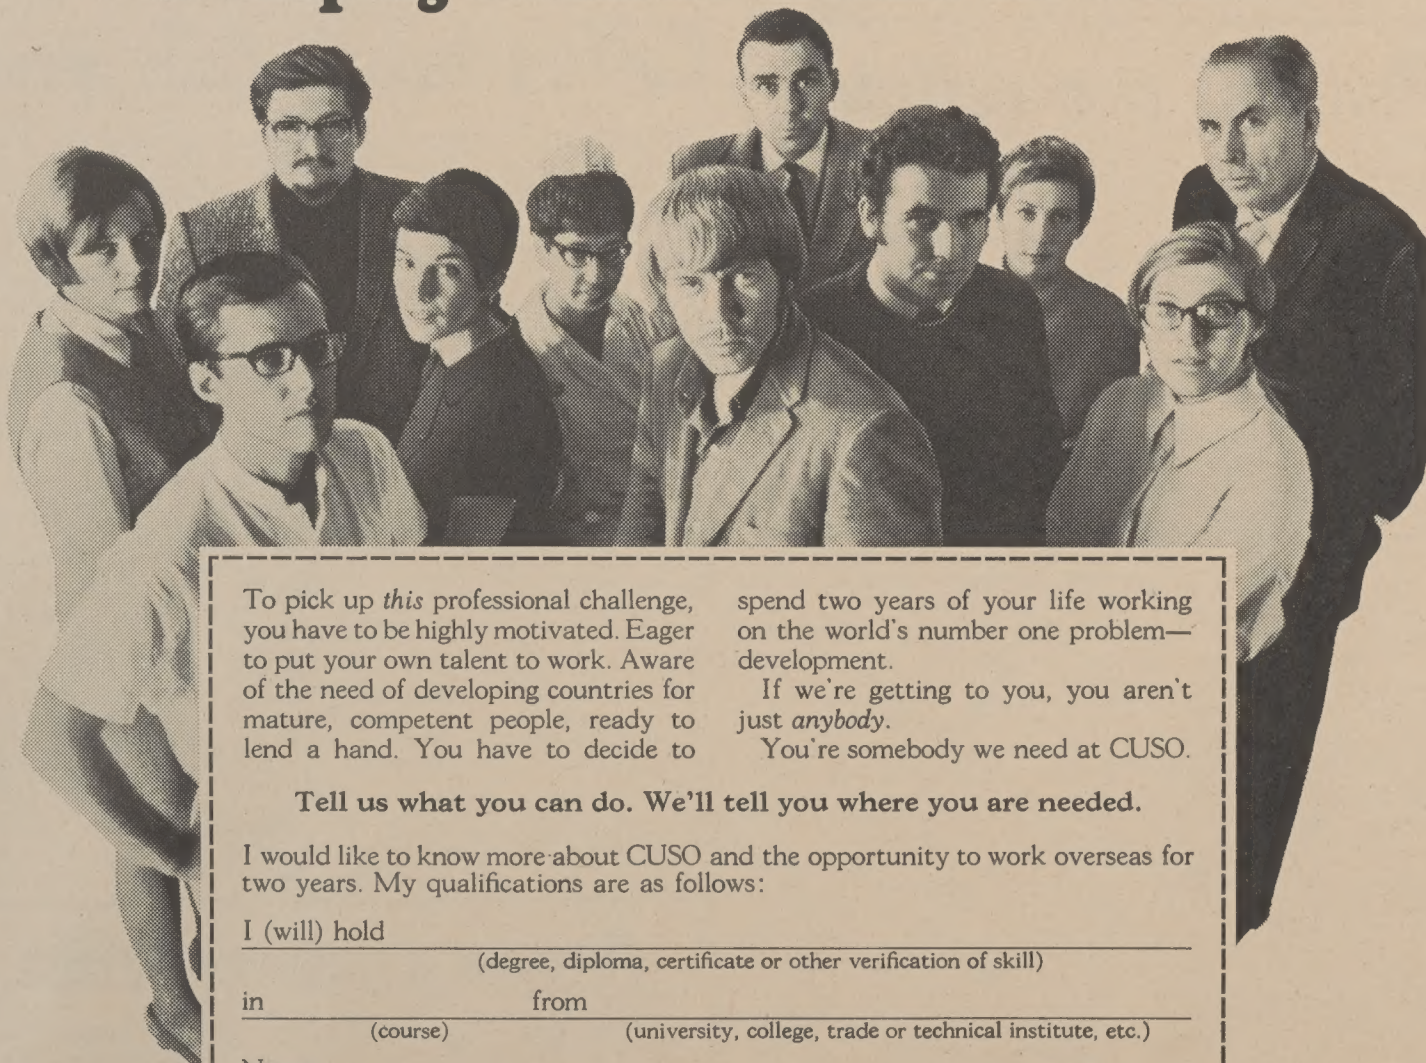 To pick up this professional challenge,
you have to be highly motivated. Eager
to put your own talent to work. Aware
of the need of developing countries for
mature, competent people, ready to
lend a hand. You have to decide to
spend two years of your life working
on the world's number one problem—
development.
If we're getting to you, you aren't
just anybody.
You're somebody we need at CUSO.
Tell us what you can do. We'll tell you where you are needed.
I would like to know more about CUSO and the opportunity to work overseas for
two years. My qualifications are as follows:
I (will) hold
(degree, diploma, certificate or other verification of skill)
in from
(course) (university, college, trade or technical institute, etc.)